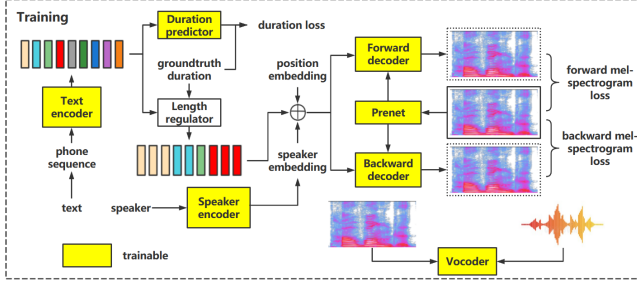 Training
Duration
predictor
duration loss
groundtruth
duration
Length
regulator
Text
encoder
phone
sequence
text
speaker
Speaker
encoder
position
embedding
speaker
embedding
Forward
decoder
Prenet
Backward
decoder
forward mel-
spectrogram
loss
backward mel-
spectrogram
loss
trainable
Vocoder